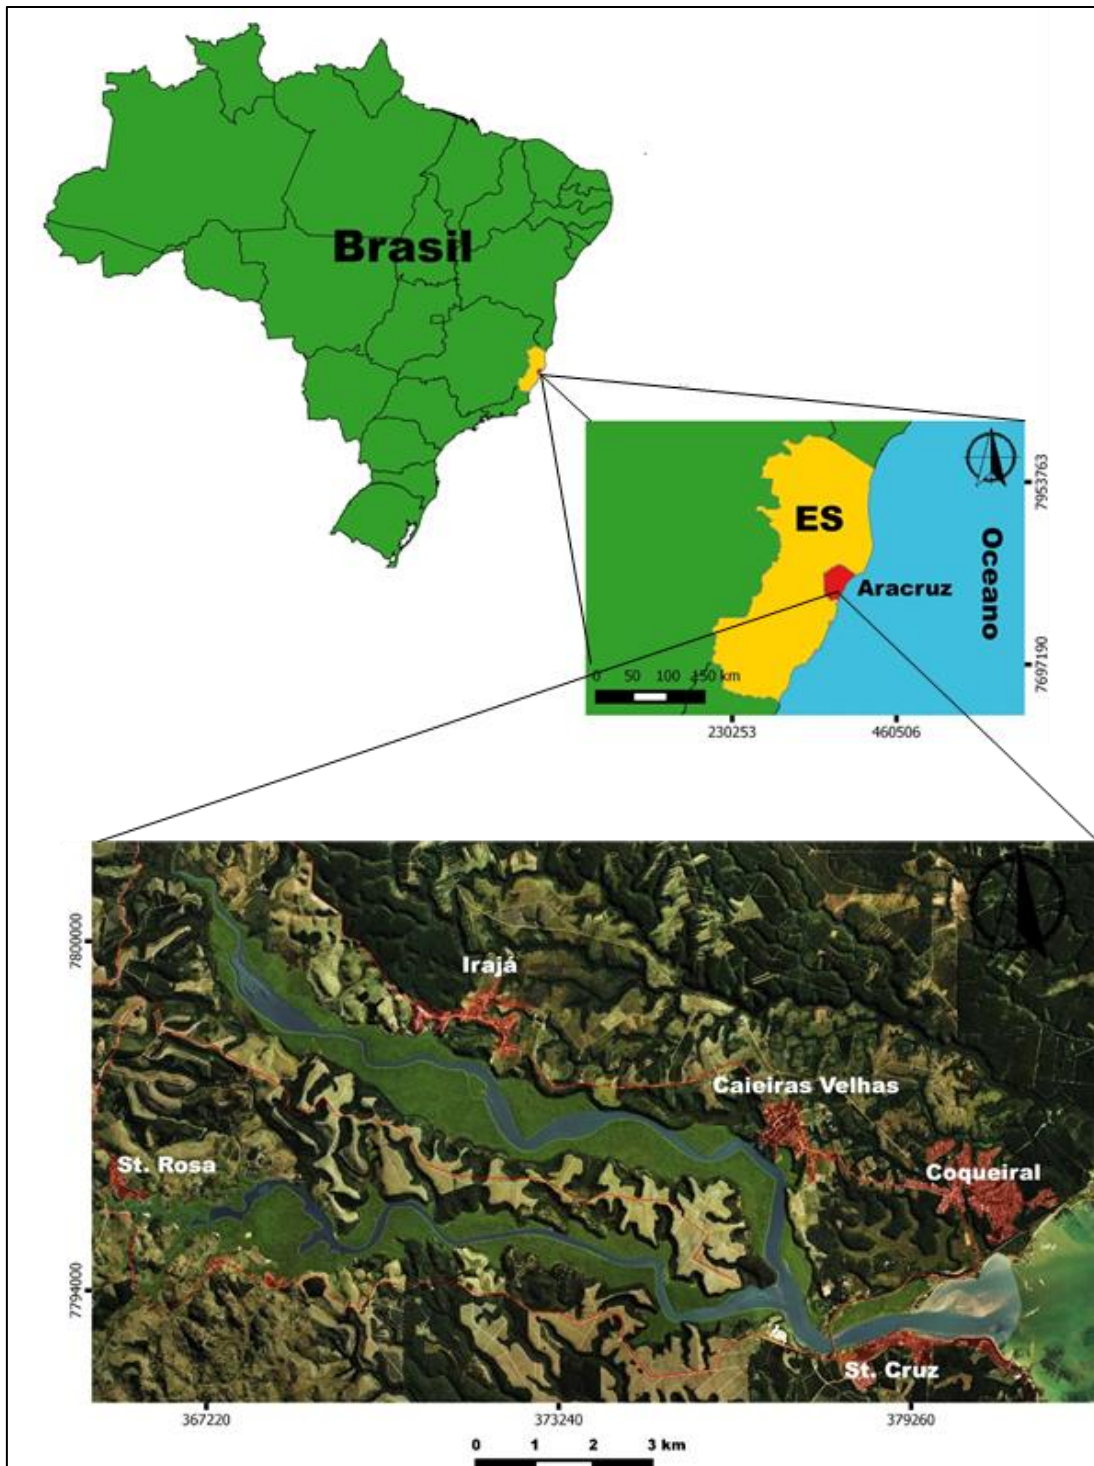 Brasil
ES
Aracruz
Oceano
7953763
7697190
0 50 100 150 km
230253
460506
Irajá
Caieiras Velhas
St. Rosa
Coqueiral
St. Cruz
7800000
7794000
367220
373240
379260
0 1 2 3 km